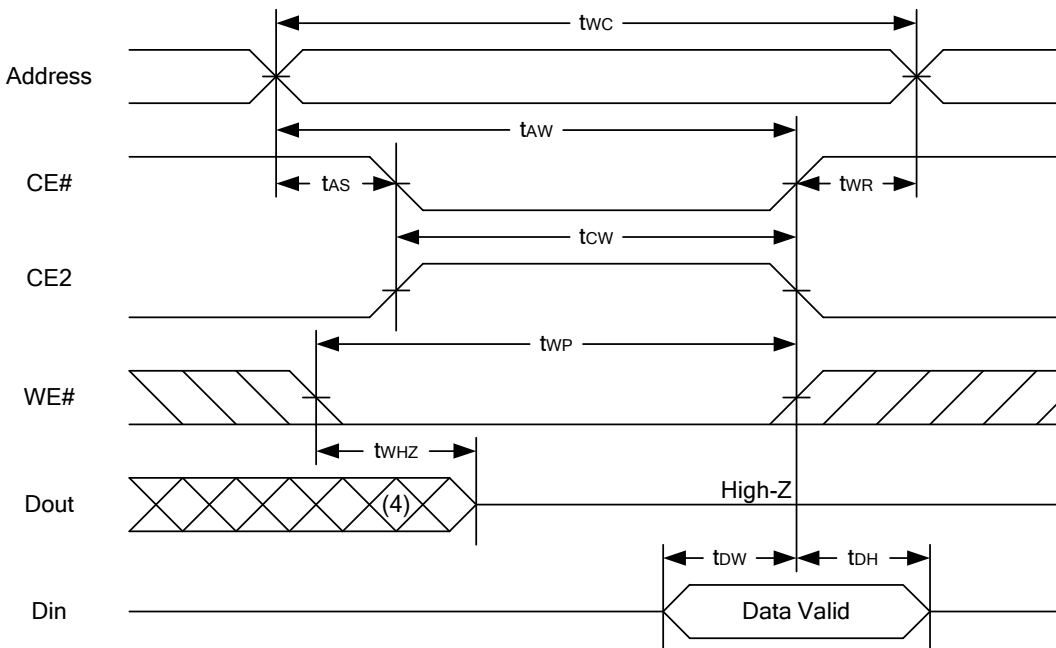 tWC
Address
tAW
CE#
tAS
tWR
tCW
CE2
tWP
WE#
tWHZ
Dout
(4)
High-Z
tDW
tDH
Din
Data Valid